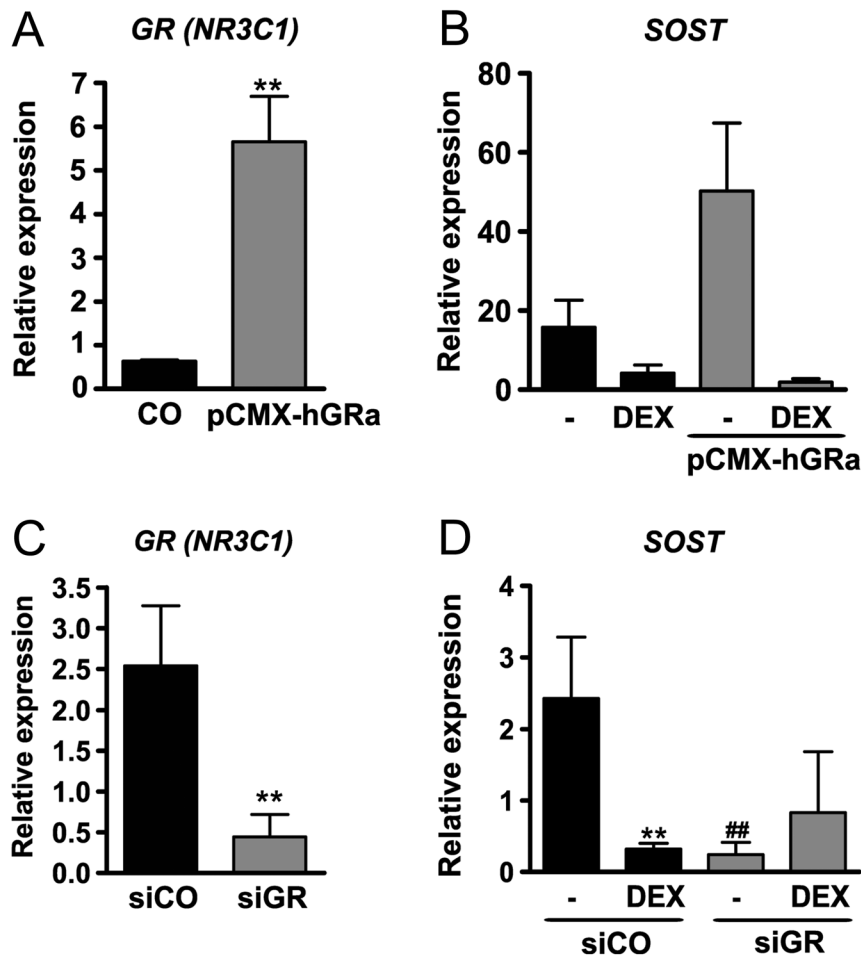 A
GR (NR3C1)
Relative expression
7
6
5
4
3
2
1
0
**
CO pCMX-hGRa
B
SOST
Relative expression
80
60
40
20
0
- DEX - DEX
pCMX-hGRa
C
GR (NR3C1)
Relative expression
3.5
3.0
2.5
2.0
1.5
1.0
0.5
0.0
**
siCO siGR
D
SOST
Relative expression
4
3
2
1
0
** ##
- DEX - DEX
siCO siGR